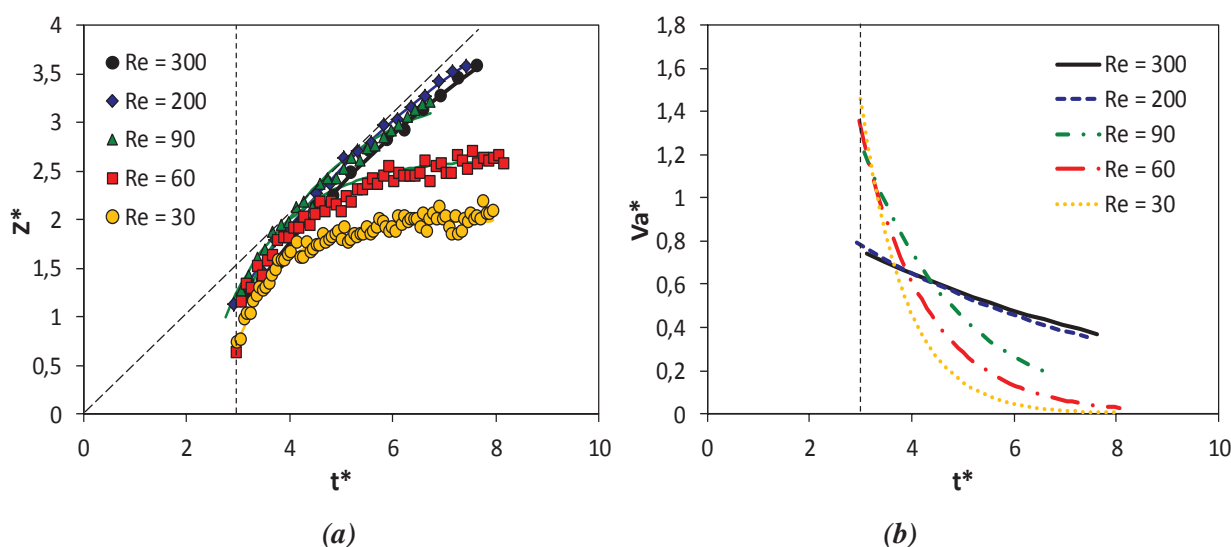 4
3,5
3
2,5
2
1,5
1
0,5
0
Z*
0
2
4
6
8
10
t*
Re = 300
Re = 200
Re = 90
Re = 60
Re = 30
(a)
1,8
1,6
1,4
1,2
1
0,8
0,6
0,4
0,2
0
Va*
0
2
4
6
8
10
t*
Re = 300
Re = 200
Re = 90
Re = 60
Re = 30
(b)